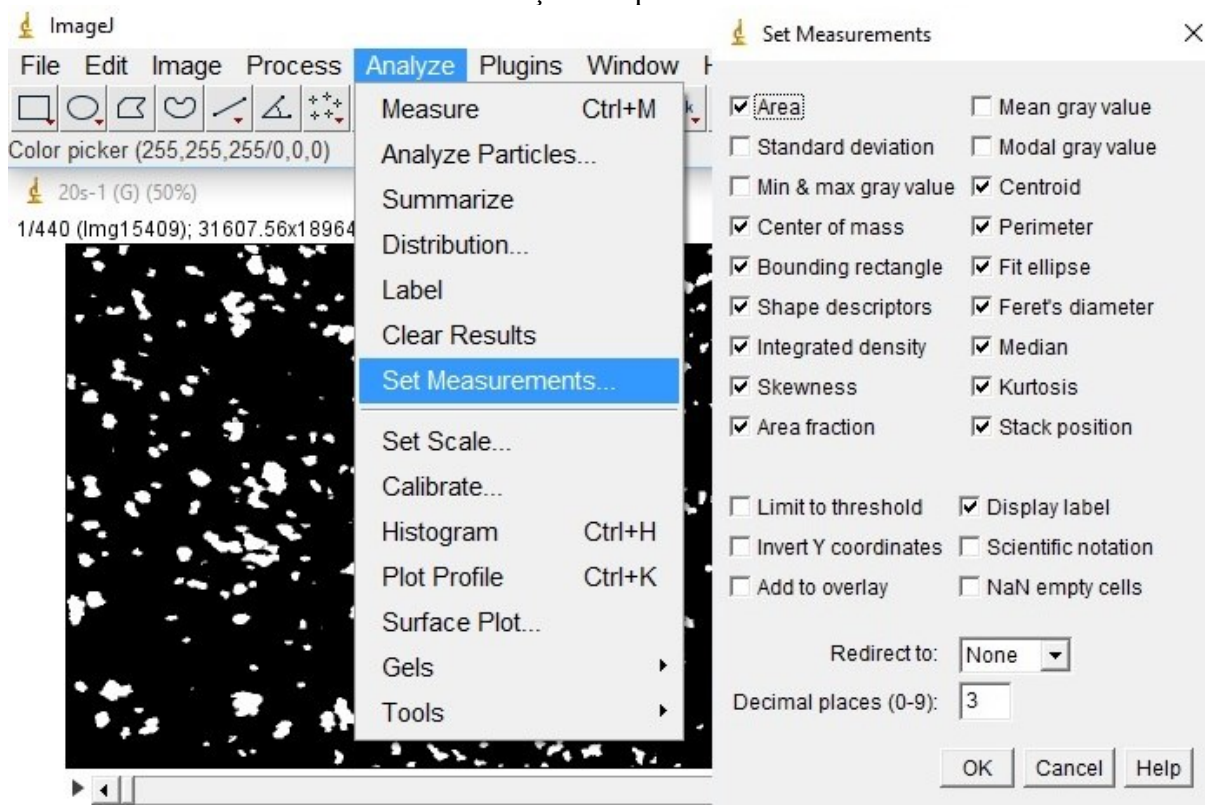 ImageJ
File Edit Image Process Analyze Plugins Window
Color picker (255,255,255/0,0,0)
20s-1 (G) (50%)
1/440 (Img15409); 31607.56x18964
Measure Ctrl+M
Analyze Particles...
Summarize
Distribution...
Label
Clear Results
Set Measurements...
Set Scale...
Calibrate...
Histogram Ctrl+H
Plot Profile Ctrl+K
Surface Plot...
Gels
Tools
Set Measurements
Area Mean gray value
Standard deviation Modal gray value
Min & max gray value Centroid
Center of mass Perimeter
Bounding rectangle Fit ellipse
Shape descriptors Feret's diameter
Integrated density Median
Skewness Kurtosis
Area fraction Stack position
Limit to threshold Display label
Invert Y coordinates Scientific notation
Add to overlay NaN empty cells
Redirect to: None
Decimal places (0-9): 3
OK Cancel Help